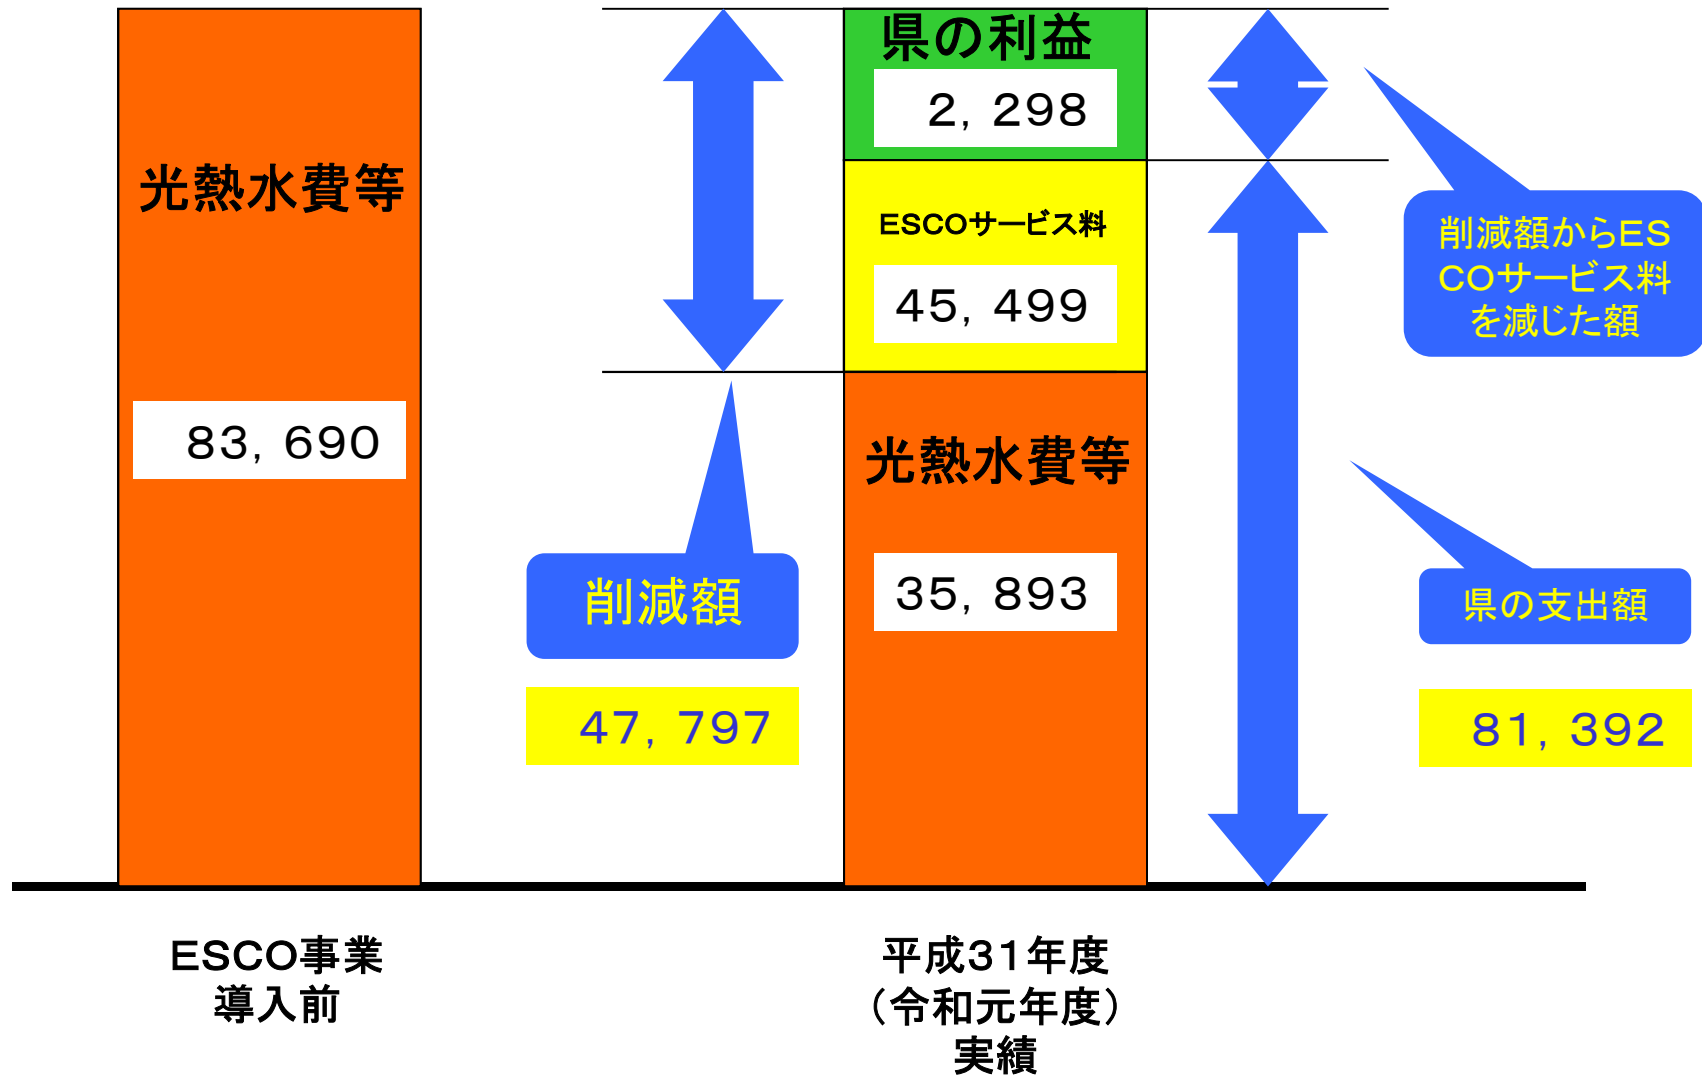 光熱水費等
83，690
削減額
47，797
県の利益
2，298
ESCOサービス料
45，499
光熱水費等
35，893
削減額からES
COサービス料
を減じた額
県の支出額
81，392
ESCO事業
導入前
平成31年度
（令和元年度）
実績